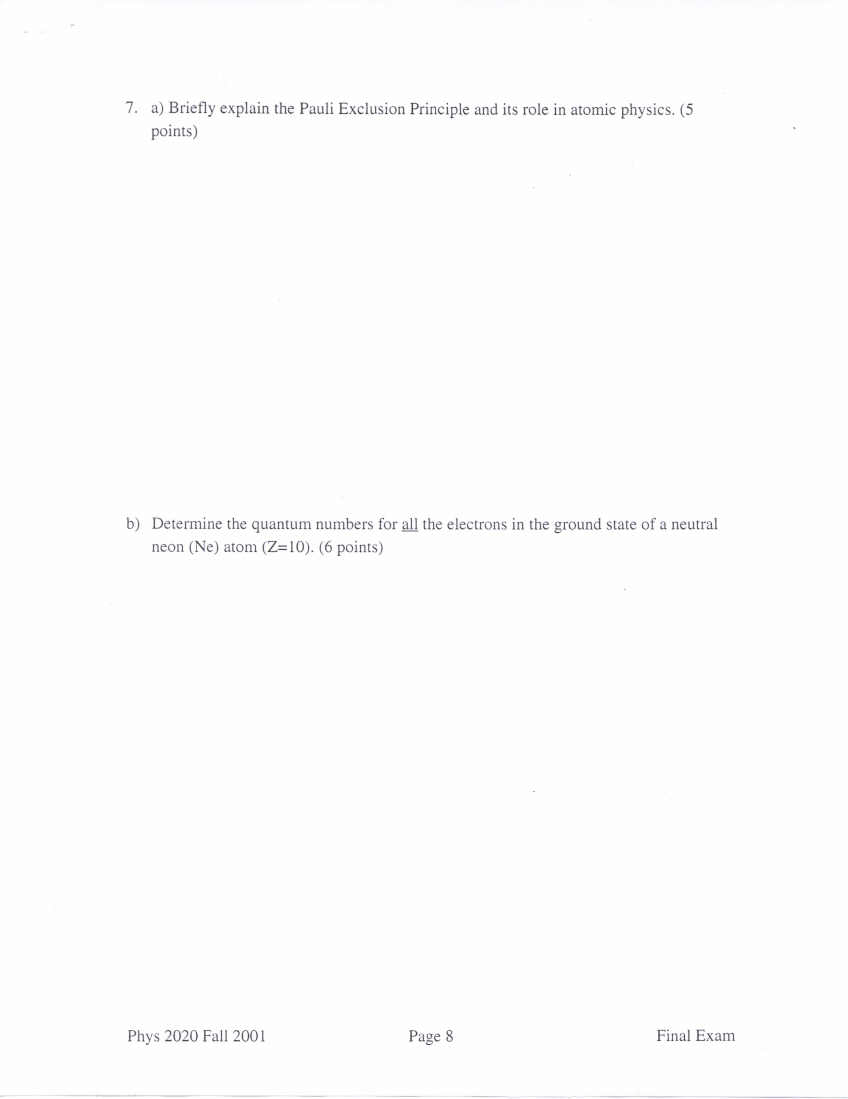 7. a) Briefly explain the Pauli Exclusion Principle and its role in atomic physics. (5
points)
b) Determine the quantum numbers for all the electrons in the ground state of a neutral
neon (Ne) atom (Z=10). (6 points)
Phys 2020 Fall 2001 Page 8 Final Exam